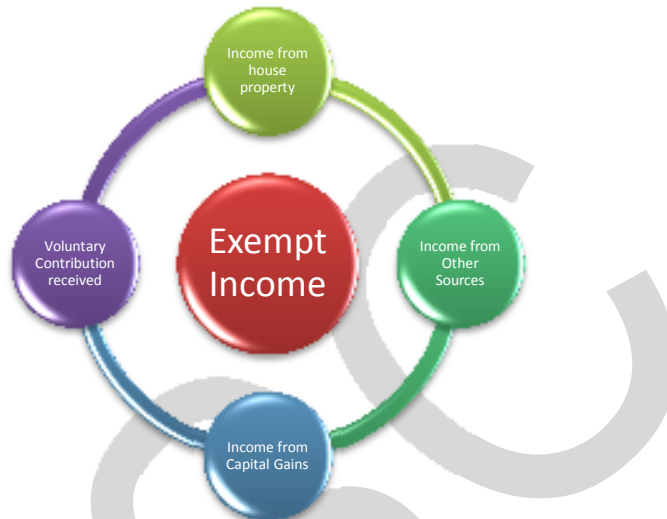 Income from
house
property
Voluntary
Contribution
received
Exempt
Income
Income from
Other
Sources
Income from
Capital Gains